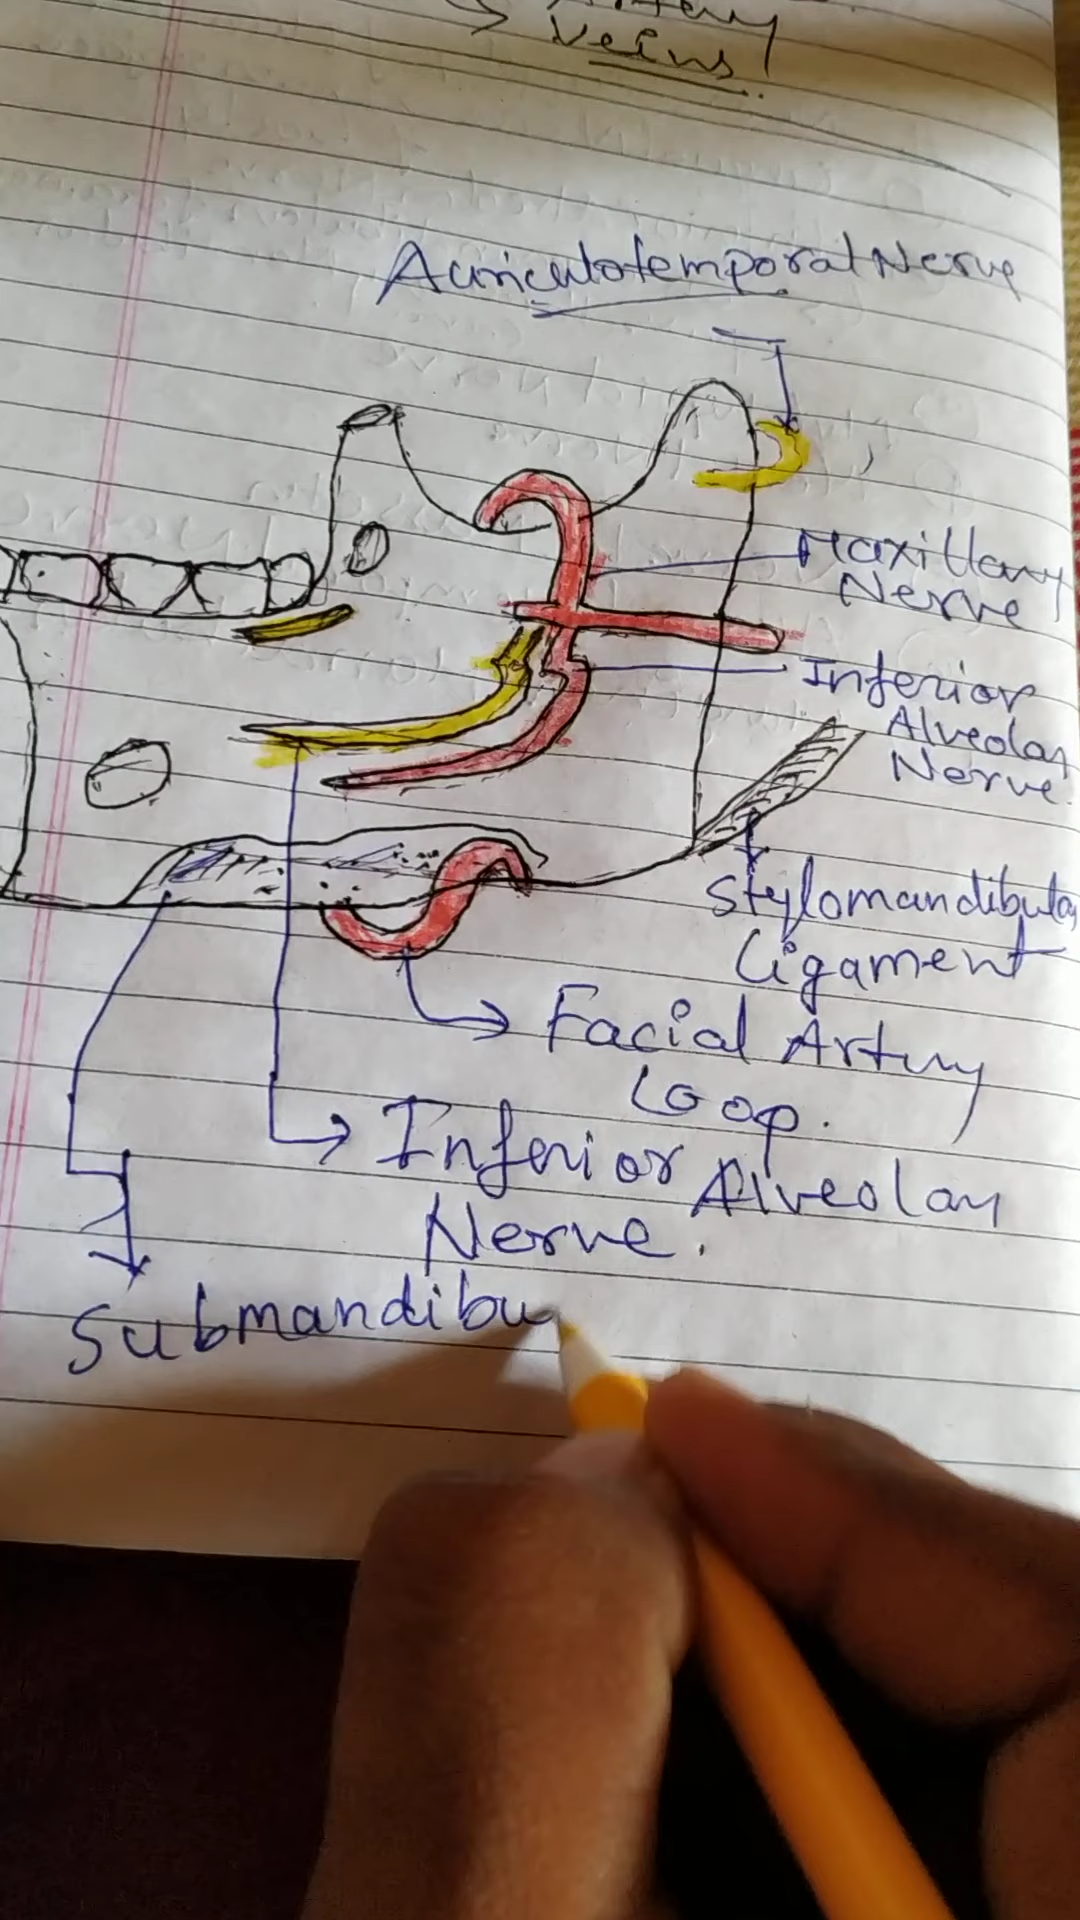 Veins
Auriculotemporal Nerve
Maxillary
Nerve
Inferior
Alveolar
Nerve
Stylomandibular
Ligament
Facial Artery
Loop.
Inferior Alveolar
Nerve.
Submandibu